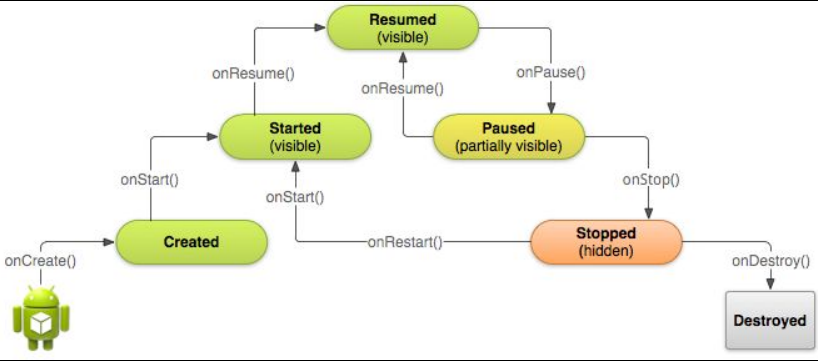 Resumed
(visible)
onResume()
onResume()
onPause()
Started
(visible)
Paused
(partially visible)
onStart()
onStart()
onStop()
Created
onRestart()
Stopped
(hidden)
onCreate()
onDestroy()
Destroyed